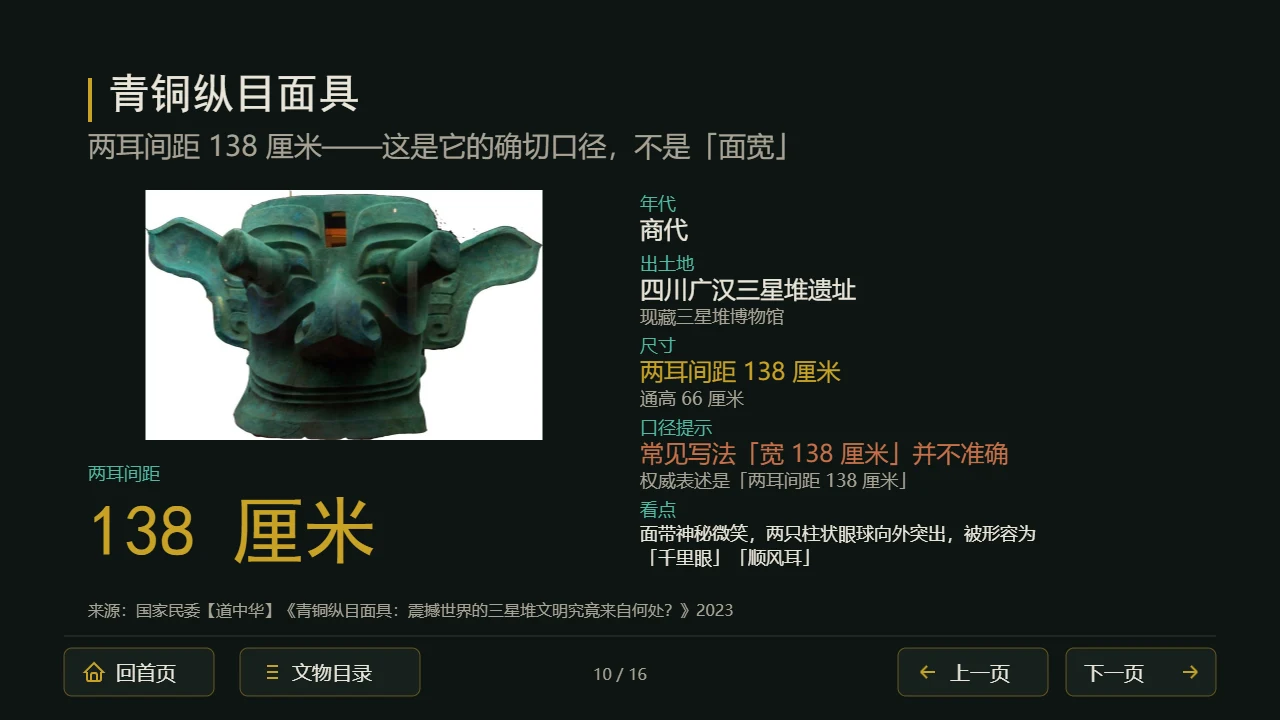 青铜纵目面具
两耳间距 138 厘米——这是它的确切口径，不是「面宽」
年代
商代
出土地
四川广汉三星堆遗址
现藏三星堆博物馆
尺寸
两耳间距 138 厘米
通高 66 厘米
口径提示
常见写法「宽 138 厘米」并不准确
权威表述是「两耳间距 138 厘米」
看点
面带神秘微笑，两只柱状眼球向外突出，被形容为
「千里眼」「顺风耳」
两耳间距
138 厘米
来源：国家民委【道中华】《青铜纵目面具：震撼世界的三星堆文明究竟来自何处？》2023
回首页
文物目录
10 / 16
上一页
下一页